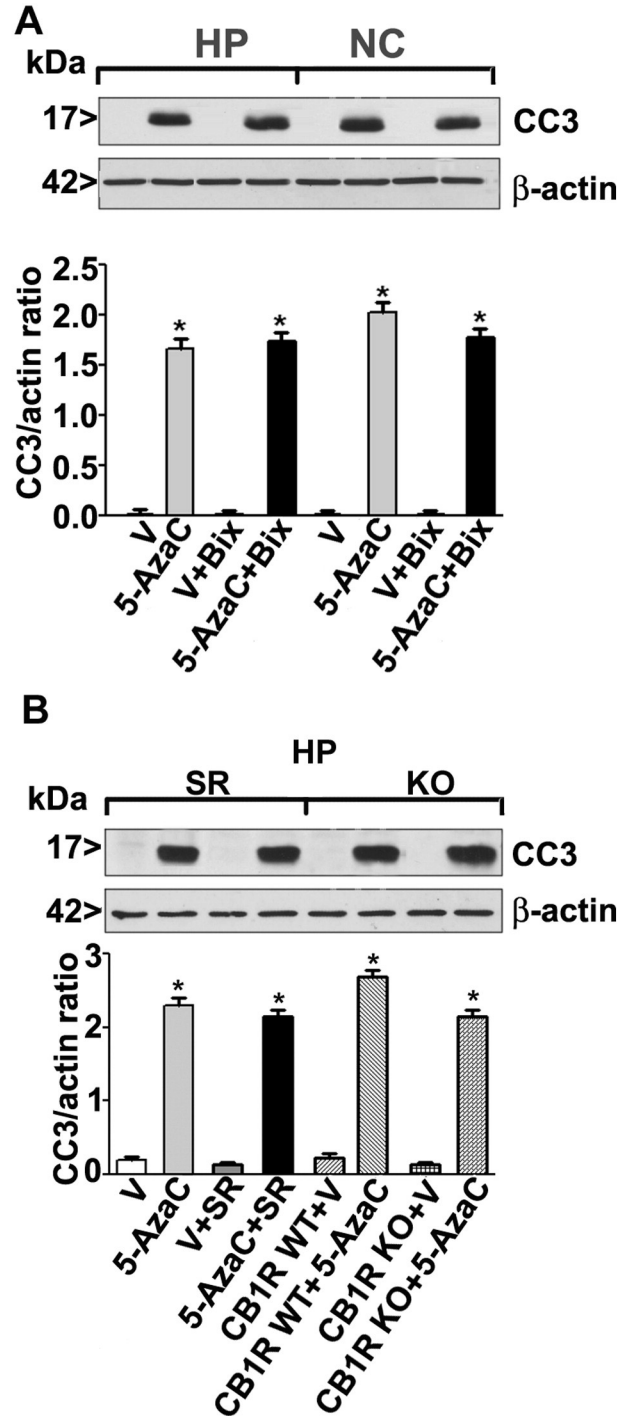 A
HP NC
kDa
17> CC3
42> β-actin
CC3/actin ratio
2.5
2.0
1.5
1.0
0.5
0.0
* * * *
V 5-AzaC V+Bix 5-AzaC+Bix V 5-AzaC V+Bix 5-AzaC+Bix
B
HP
SR KO
kDa
17> CC3
42> β-actin
CC3/actin ratio
3
2
1
0
* * * *
V 5-AzaC V+SR 5-AzaC+SR CB1R WT+V CB1R WT+5-AzaC CB1R KO+V CB1R KO+5-AzaC